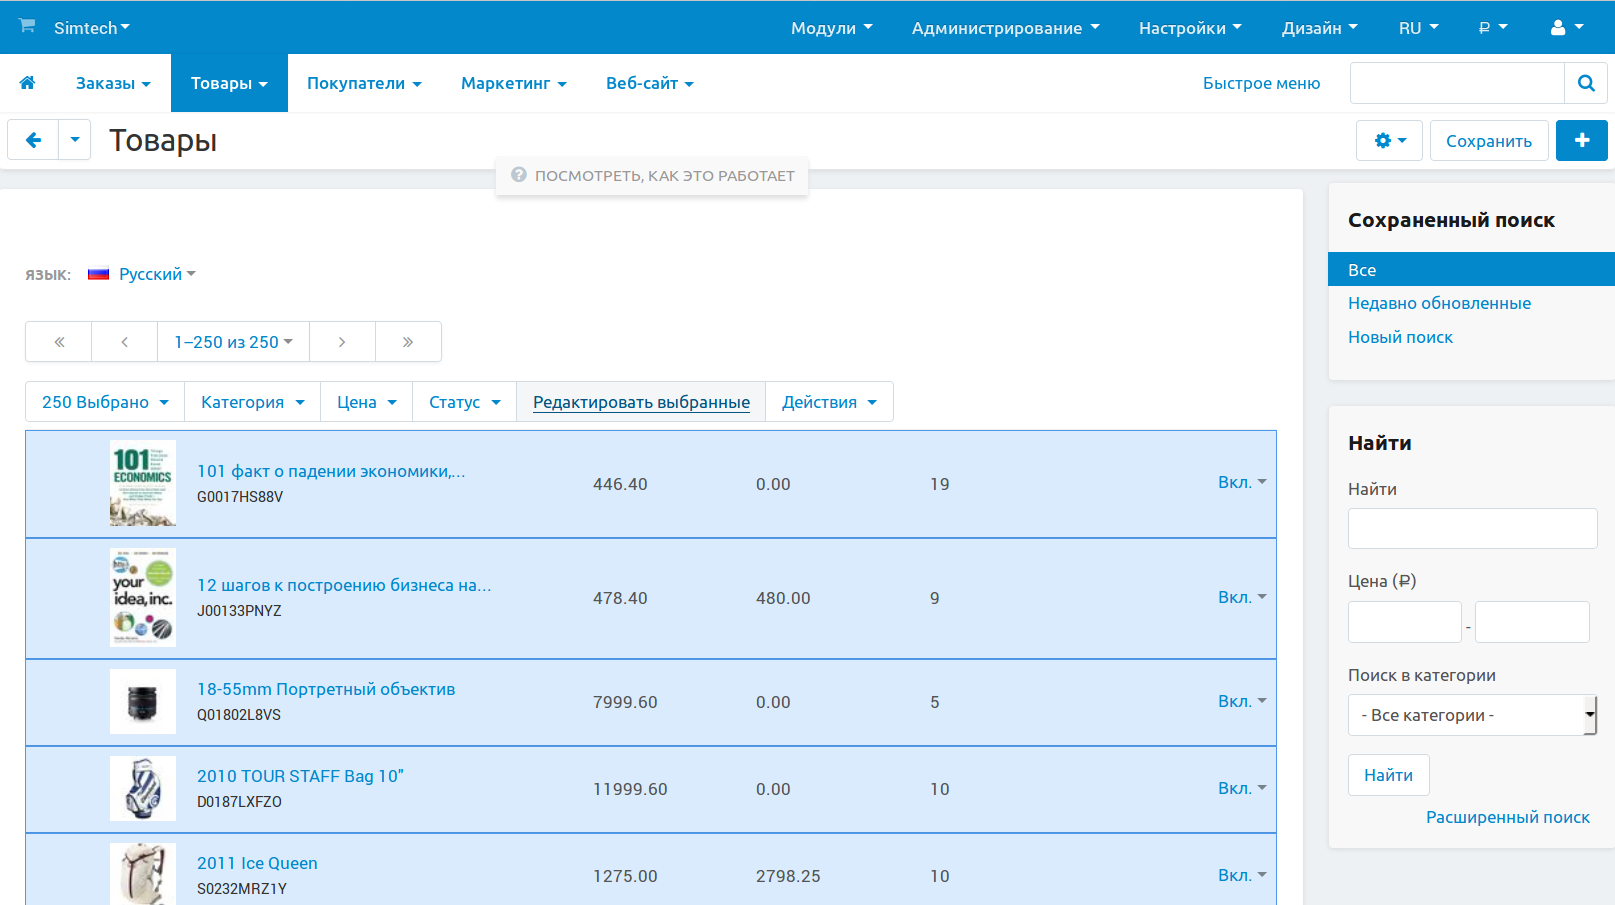 Simtech Модули Администрирование Настройки Дизайн RU ₽
Заказы Товары Покупатели Маркетинг Веб-сайт Быстрое меню
Товары Сохранить
ПОСМОТРЕТЬ, КАК ЭТО РАБОТАЕТ
ЯЗЫК: Русский
« ‹ 1–250 из 250 › »
250 Выбрано Категория Цена Статус Редактировать выбранные Действия
101 ECONOMICS
101 факт о падении экономики,...
G0017HS88V
446.40 0.00 19 Вкл.
your idea, inc.
12 шагов к построению бизнеса на...
J00133PNYZ
478.40 480.00 9 Вкл.
18-55mm Портретный объектив
Q01802L8VS
7999.60 0.00 5 Вкл.
2010 TOUR STAFF Bag 10"
D0187LXFZO
11999.60 0.00 10 Вкл.
2011 Ice Queen
S0232MRZ1Y
1275.00 2798.25 10 Вкл.
Сохраненный поиск
Все
Недавно обновленные
Новый поиск
Найти
Найти
Цена (₽)
-
Поиск в категории
- Все категории -
Найти
Расширенный поиск